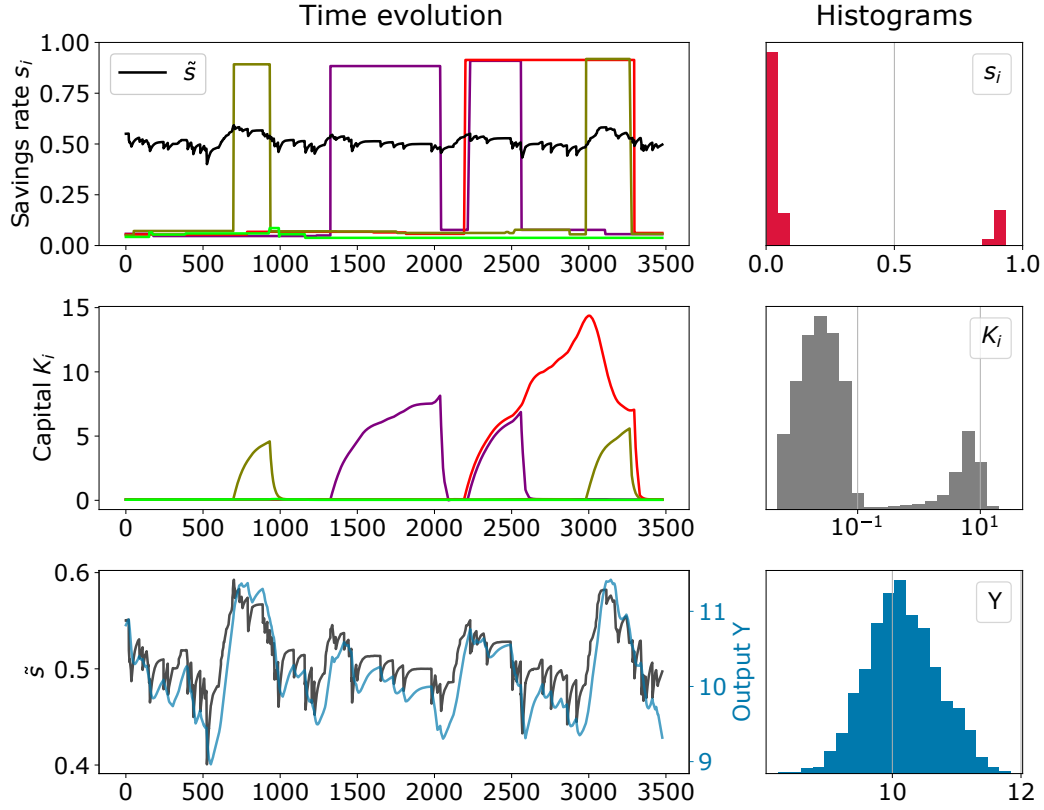 Time evolution
Histograms
Savings rate s_i
1.00
0.75
0.50
0.25
0.00
s̃
0 500 1000 1500 2000 2500 3000 3500
s_i
0.0 0.5 1.0
Capital K_i
15
10
5
0
0 500 1000 1500 2000 2500 3000 3500
K_i
10⁻¹ 10¹
s̃
0.6
0.5
0.4
0 500 1000 1500 2000 2500 3000 3500
11
10
9
Output Y
Y
10 12